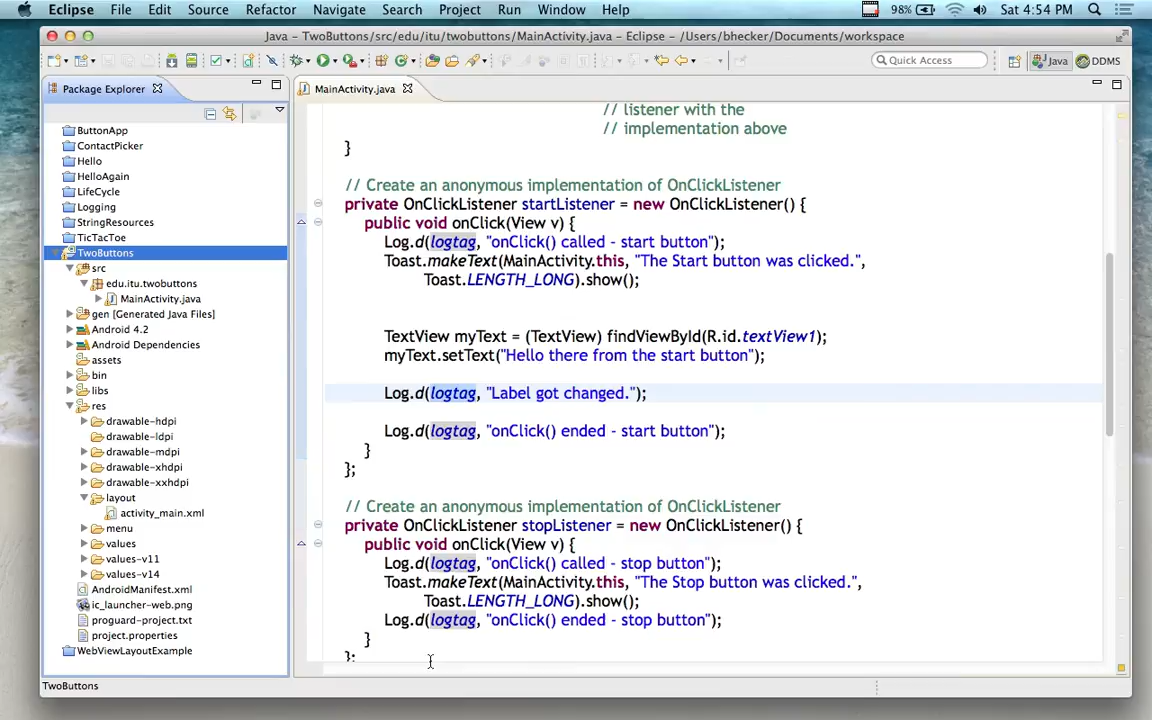 Eclipse File Edit Source Refactor Navigate Search Project Run Window Help 98% Sat 4:54 PM
Java – TwoButtons/src/edu/itu/twobuttons/MainActivity.java – Eclipse – /Users/bhecker/Documents/workspace
Quick Access Java DDMS
Package Explorer
ButtonApp
ContactPicker
Hello
HelloAgain
LifeCycle
Logging
StringResources
TicTacToe
TwoButtons
src
edu.itu.twobuttons
MainActivity.java
gen [Generated Java Files]
Android 4.2
Android Dependencies
assets
bin
libs
res
drawable-hdpi
drawable-ldpi
drawable-mdpi
drawable-xhdpi
drawable-xxhdpi
layout
activity_main.xml
menu
values
values-v11
values-v14
AndroidManifest.xml
ic_launcher-web.png
proguard-project.txt
project.properties
WebViewLayoutExample
MainActivity.java
// listener with the
// implementation above
}
// Create an anonymous implementation of OnClickListener
private OnClickListener startListener = new OnClickListener() {
public void onClick(View v) {
Log.d(logtag, "onClick() called - start button");
Toast.makeText(MainActivity.this, "The Start button was clicked.",
Toast.LENGTH_LONG).show();
TextView myText = (TextView) findViewById(R.id.textView1);
myText.setText("Hello there from the start button");
Log.d(logtag, "Label got changed.");
Log.d(logtag, "onClick() ended - start button");
}
};
// Create an anonymous implementation of OnClickListener
private OnClickListener stopListener = new OnClickListener() {
public void onClick(View v) {
Log.d(logtag, "onClick() called - stop button");
Toast.makeText(MainActivity.this, "The Stop button was clicked.",
Toast.LENGTH_LONG).show();
Log.d(logtag, "onClick() ended - stop button");
}
};
TwoButtons